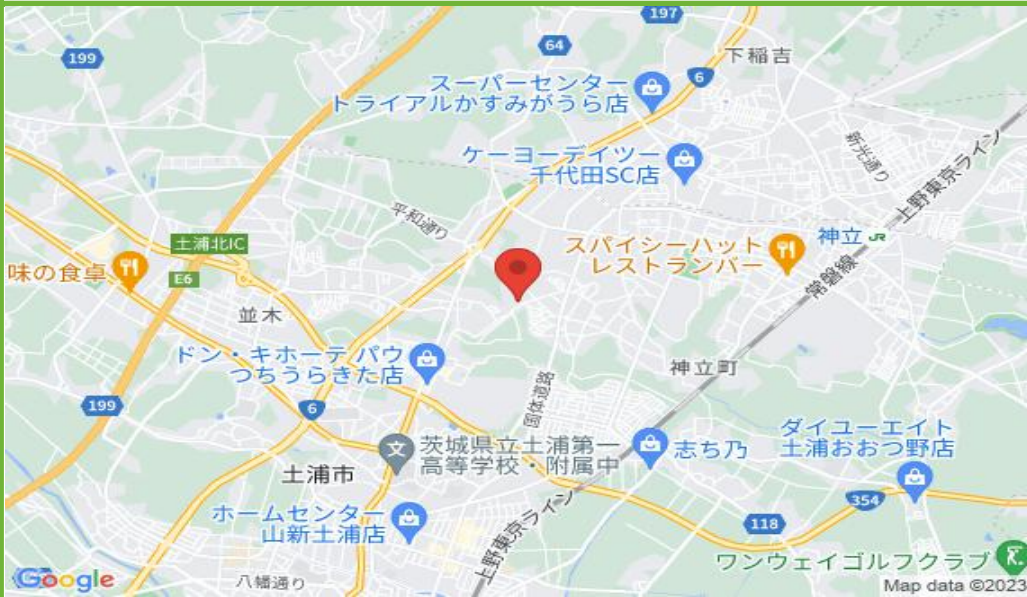 197
199
64
下稲吉
6
スーパーセンター
トライアルかすみがうら店
ケーヨーデイツー
千代田SC店
新光通り
上野東京ライン
平和通り
土浦北IC
スパイシーハット
レストランバー
神立 JR
味の食卓
E6
常磐線
並木
ドン・キホーテ パウ
つちうらきた店
神立町
国体道路
199
6
茨城県立土浦第一
高等学校・附属中
志ち乃
ダイユーエイト
土浦おおつ野店
土浦市
354
ホームセンター
山新土浦店
上野東京ライン
118
ワンウェイゴルフクラブ
Google
八幡通り
Map data ©2023